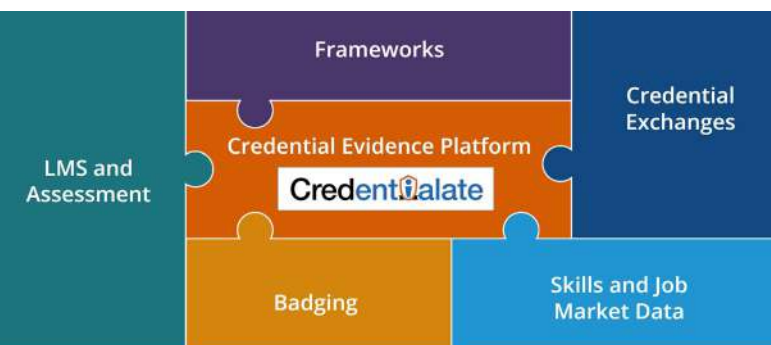 Frameworks
Credential
Exchanges
Credential Evidence Platform
LMS and
Assessment
Credentialate
Badging
Skills and Job
Market Data